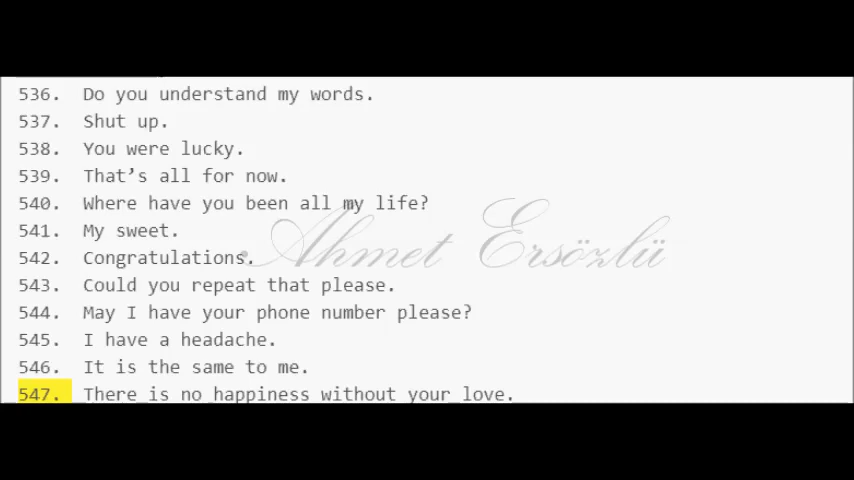 536. Do you understand my words.
537. Shut up.
538. You were lucky.
539. That’s all for now.
540. Where have you been all my life?
541. My sweet.
542. Congratulations.
543. Could you repeat that please.
544. May I have your phone number please?
545. I have a headache.
546. It is the same to me.
547. There is no happiness without your love.
Ahmet Ersözlü